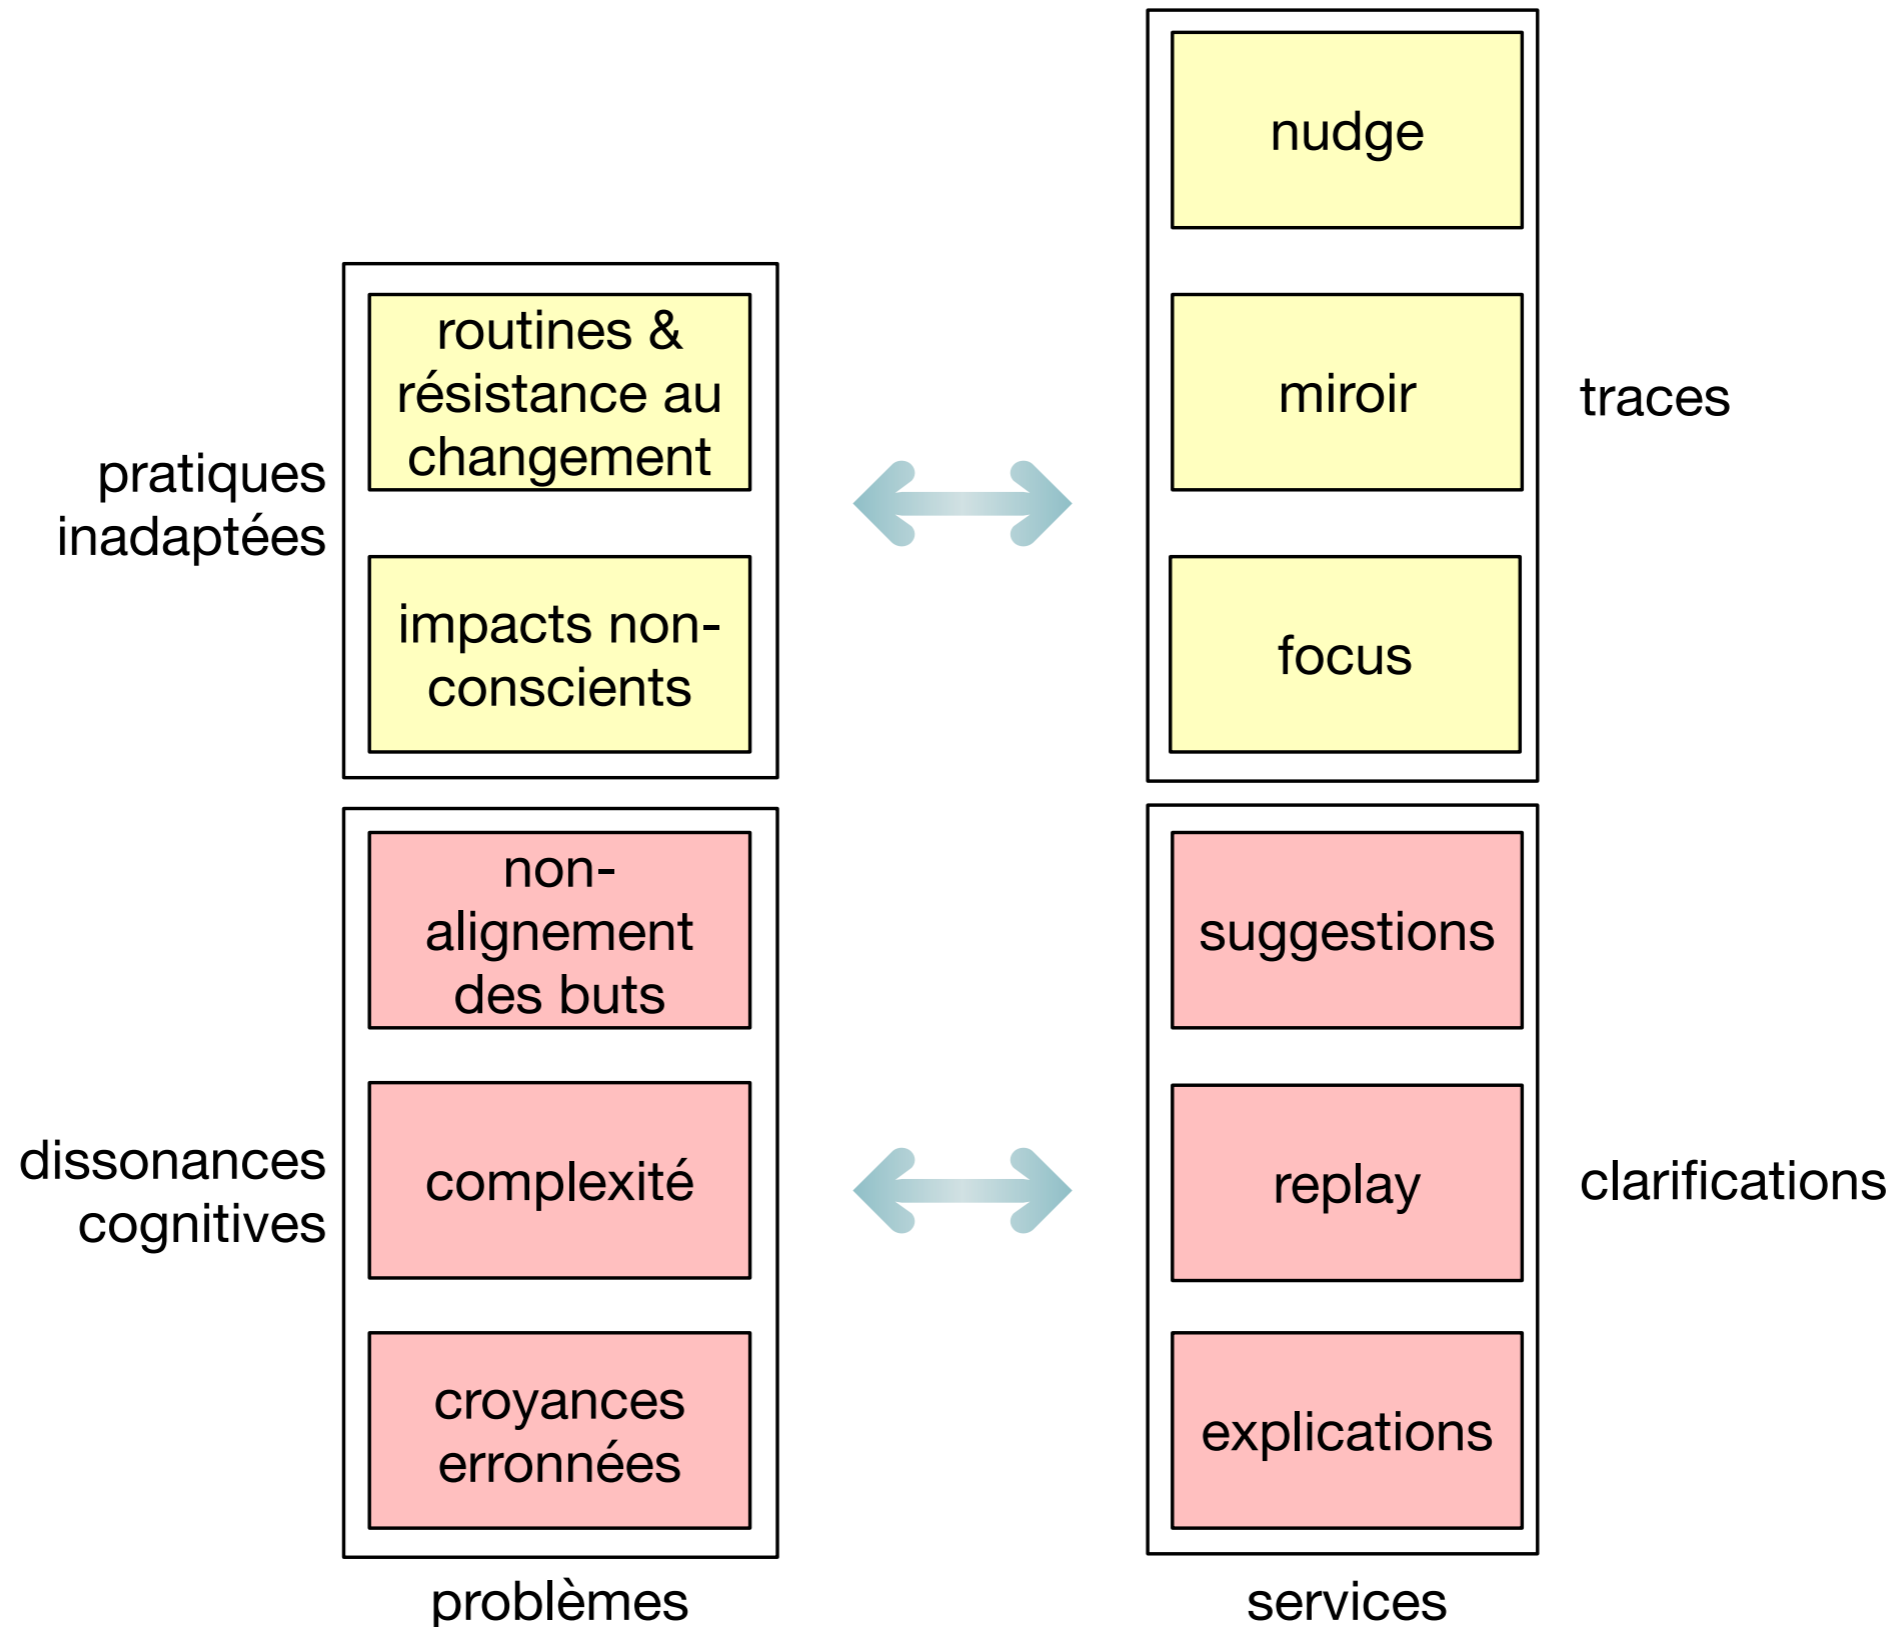 pratiques
inadaptées
routines &
résistance au
changement
impacts non-
conscients
nudge
miroir
focus
traces
dissonances
cognitives
non-
alignement
des buts
complexité
croyances
erronnées
suggestions
replay
explications
clarifications
problèmes
services